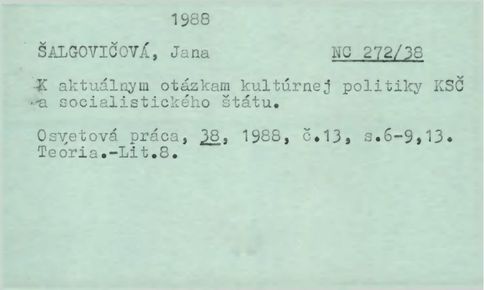 1988
ŠALGOVIČOVÁ, Jana NC 272/38
K aktuálnym otázkam kultúrnej politiky KSČ
a socialistického štátu.
Osvetová práca, 38, 1988, č.13, s.6-9,13.
Teória.-Lit.8.